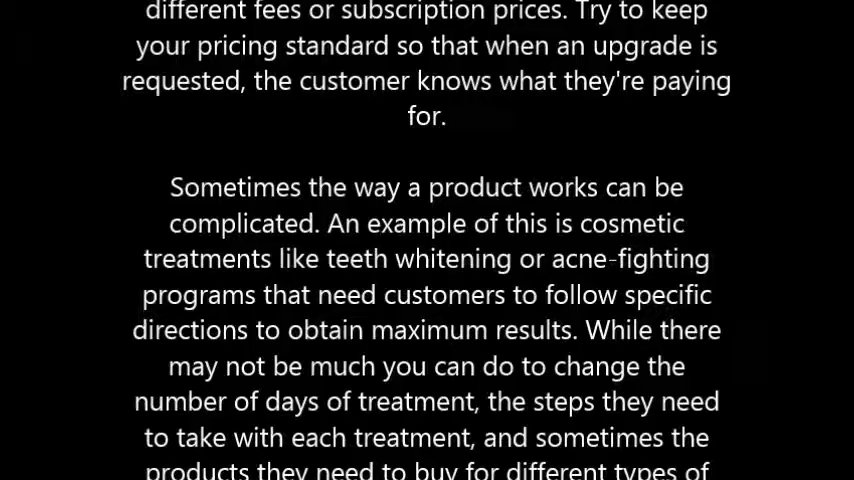 different fees or subscription prices. Try to keep
your pricing standard so that when an upgrade is
requested, the customer knows what they're paying
for.
Sometimes the way a product works can be
complicated. An example of this is cosmetic
treatments like teeth whitening or acne-fighting
programs that need customers to follow specific
directions to obtain maximum results. While there
may not be much you can do to change the
number of days of treatment, the steps they need
to take with each treatment, and sometimes the
products they need to buy for different types of